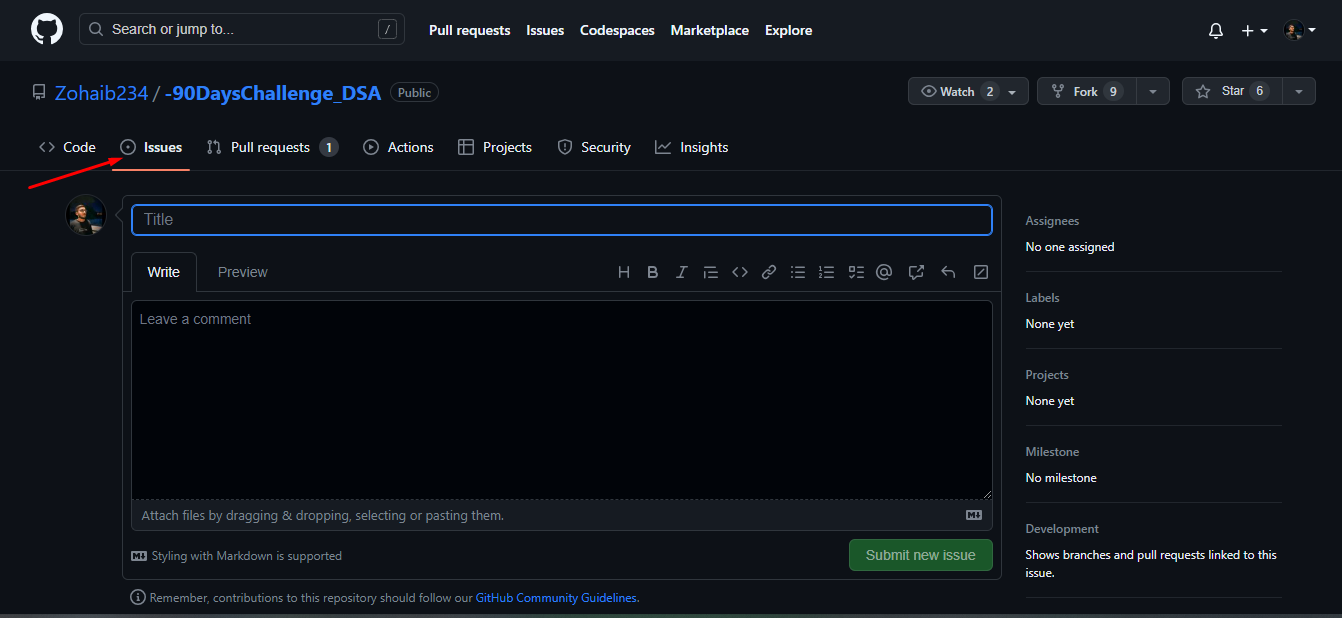 Search or jump to... /
Pull requests Issues Codespaces Marketplace Explore
Zohaib234 / -90DaysChallenge_DSA Public
Watch 2 Fork 9 Star 6
Code Issues Pull requests 1 Actions Projects Security Insights
Title
Write Preview
Leave a comment
Attach files by dragging & dropping, selecting or pasting them.
Styling with Markdown is supported
Submit new issue
Remember, contributions to this repository should follow our GitHub Community Guidelines.
Assignees
No one assigned
Labels
None yet
Projects
None yet
Milestone
No milestone
Development
Shows branches and pull requests linked to this
issue.